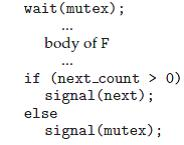 wait(mutex);
...
body of F
...
if (next_count > 0)
signal(next);
else
signal(mutex);